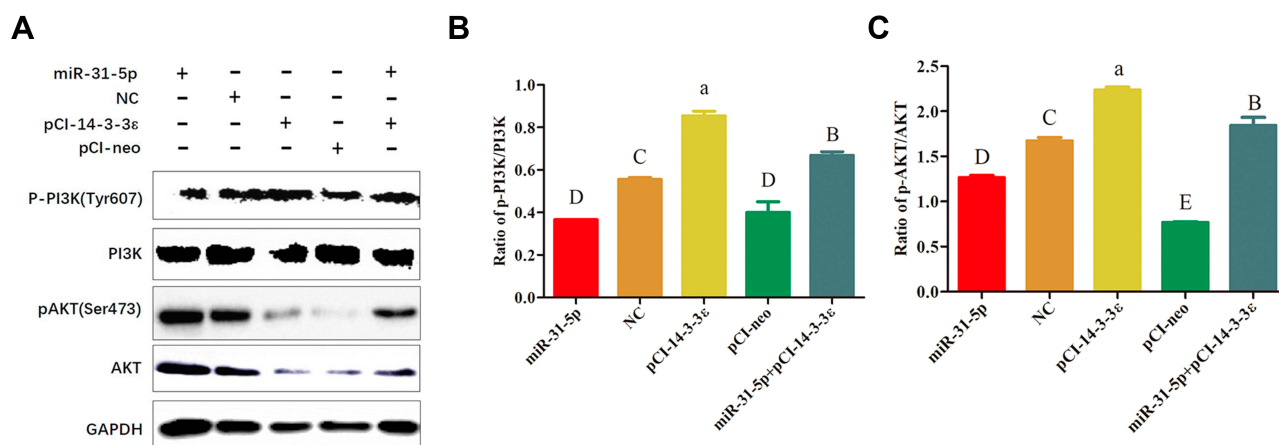 A
miR-31-5p + - - - +
NC - + - - -
pCI-14-3-3ε - - + - +
pCI-neo - - - + -
P-PI3K(Tyr607)
PI3K
pAKT(Ser473)
AKT
GAPDH
B
Ratio of p-PI3K/PI3K
1.0
0.8
0.6
0.4
0.2
0.0
D
C
a
D
B
miR-31-5p
NC
pCI-14-3-3ε
pCI-neo
miR-31-5p+pCI-14-3-3ε
C
Ratio of p-AKT/AKT
2.5
2.0
1.5
1.0
0.5
0.0
D
C
a
E
B
miR-31-5p
NC
pCI-14-3-3ε
pCI-neo
miR-31-5p+pCI-14-3-3ε